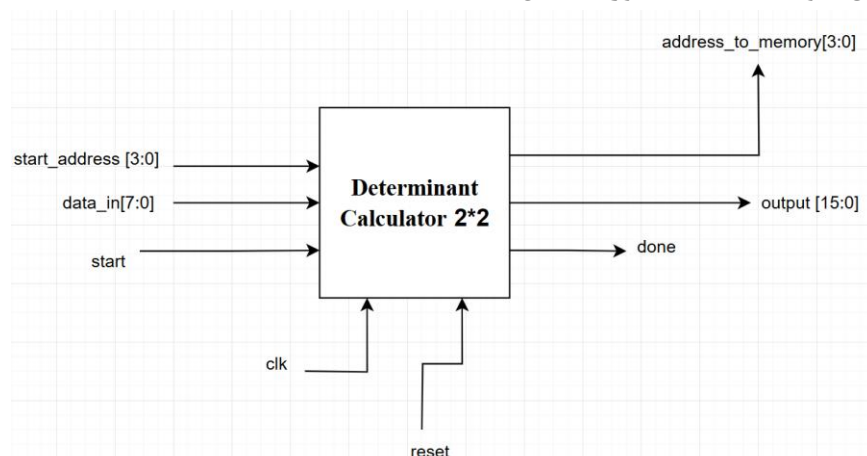 address_to_memory[3:0]
start_address [3:0]
data_in[7:0]
start
Determinant
Calculator 2*2
output [15:0]
done
clk
reset